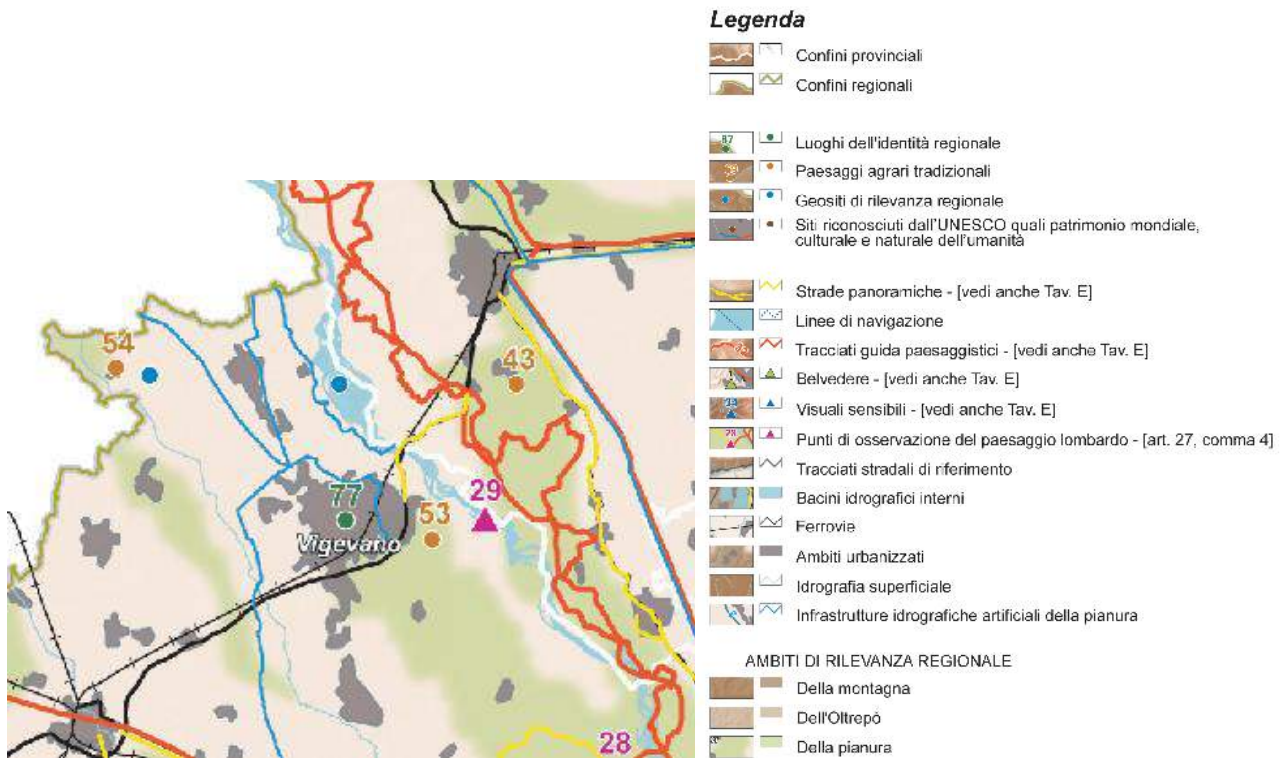 Legenda
Confini provinciali
Confini regionali
Luoghi dell'identità regionale
Paesaggi agrari tradizionali
Geositi di rilevanza regionale
Siti riconosciuti dall'UNESCO quali patrimonio mondiale,
culturale e naturale dell'umanità
Strade panoramiche - [vedi anche Tav. E]
Linee di navigazione
Tracciati guida paesaggistici - [vedi anche Tav. E]
Belvedere - [vedi anche Tav. E]
Visuali sensibili - [vedi anche Tav. E]
Punti di osservazione del paesaggio lombardo - [art. 27, comma 4]
Tracciati stradali di riferimento
Bacini idrografici interni
Ferrovie
Ambiti urbanizzati
Idrografia superficiale
Infrastrutture idrografiche artificiali della pianura
AMBITI DI RILEVANZA REGIONALE
Della montagna
Dell'Oltrepò
Della pianura
54
43
77
29
53
Vigevano
28